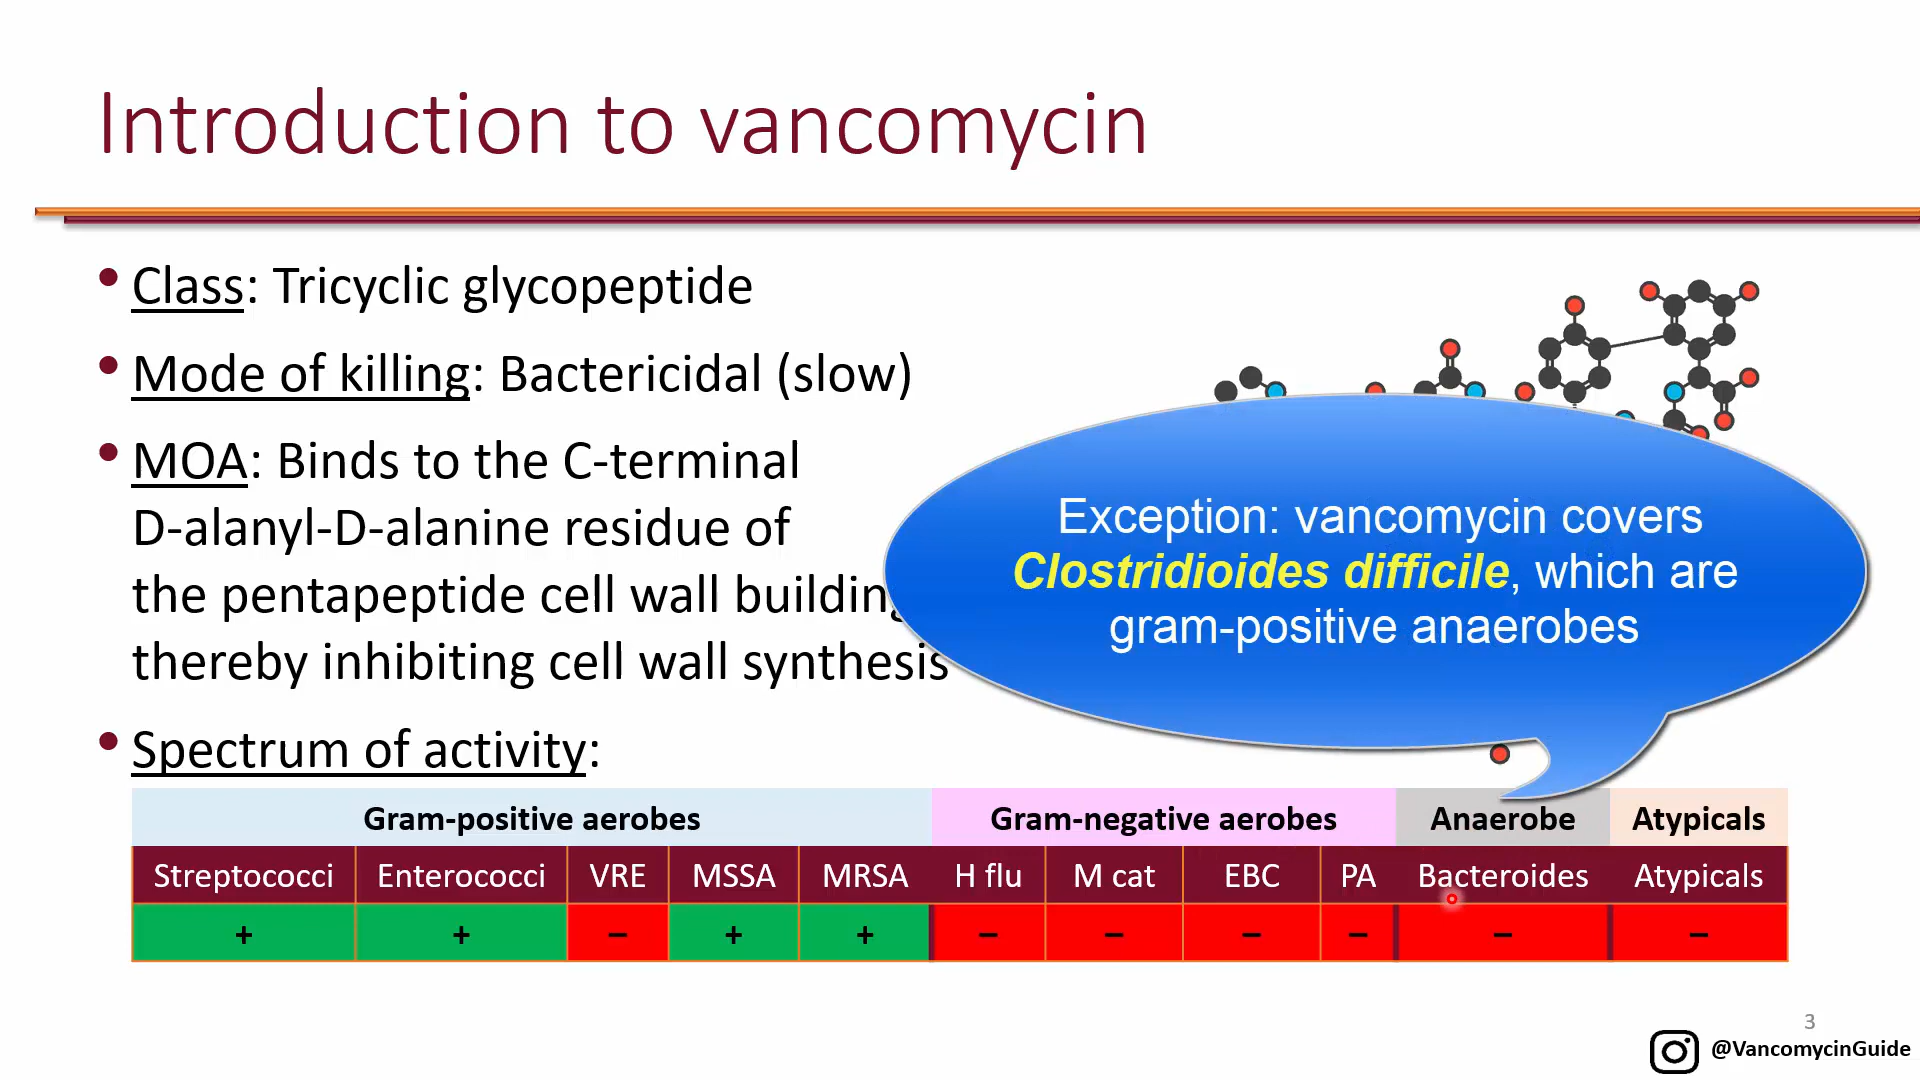 Introduction to vancomycin
• Class: Tricyclic glycopeptide
• Mode of killing: Bactericidal (slow)
• MOA: Binds to the C-terminal
D-alanyl-D-alanine residue of
the pentapeptide cell wall building
thereby inhibiting cell wall synthesis
Exception: vancomycin covers
Clostridioides difficile, which are
gram-positive anaerobes
• Spectrum of activity:
Gram-positive aerobes Gram-negative aerobes Anaerobe Atypicals
Streptococci Enterococci VRE MSSA MRSA H flu M cat EBC PA Bacteroides Atypicals
+ + – + + – – – – – –
3
@VancomycinGuide